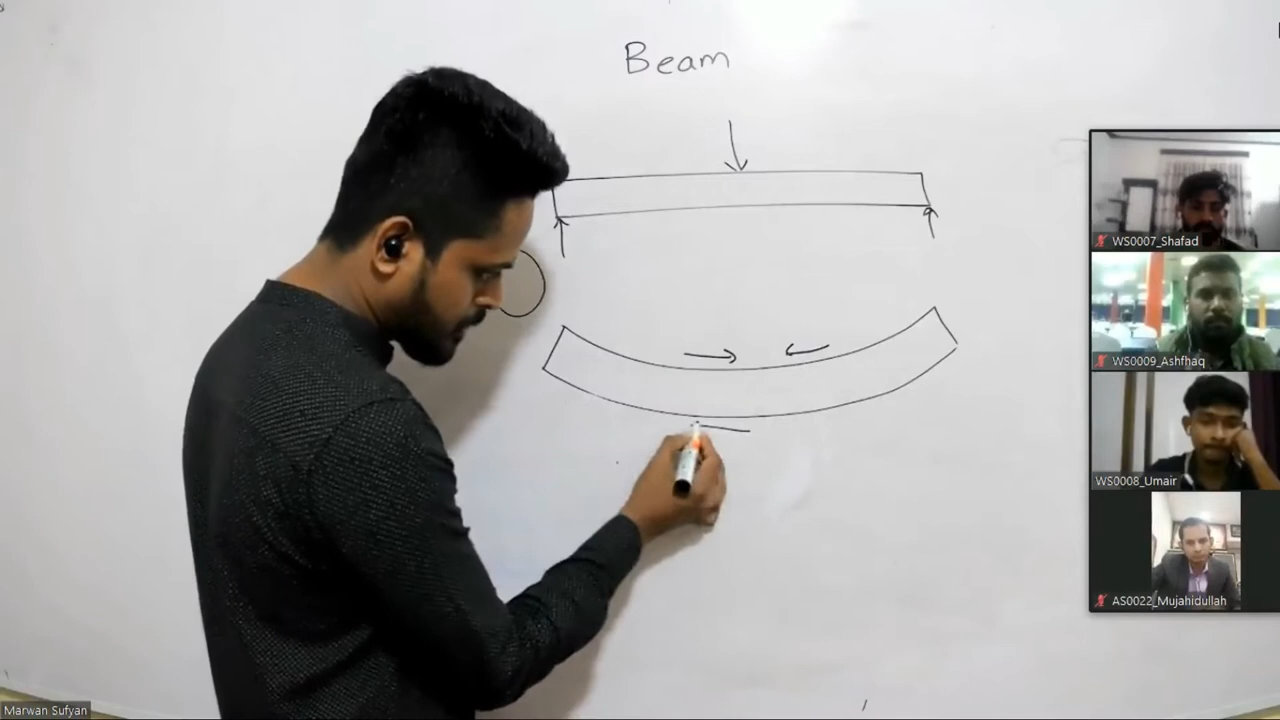 Beam
WS0007_Shafad
WS0009_Ashfhaq
WS0008_Umair
AS0022_Mujahidullah
Marwan Sufyan